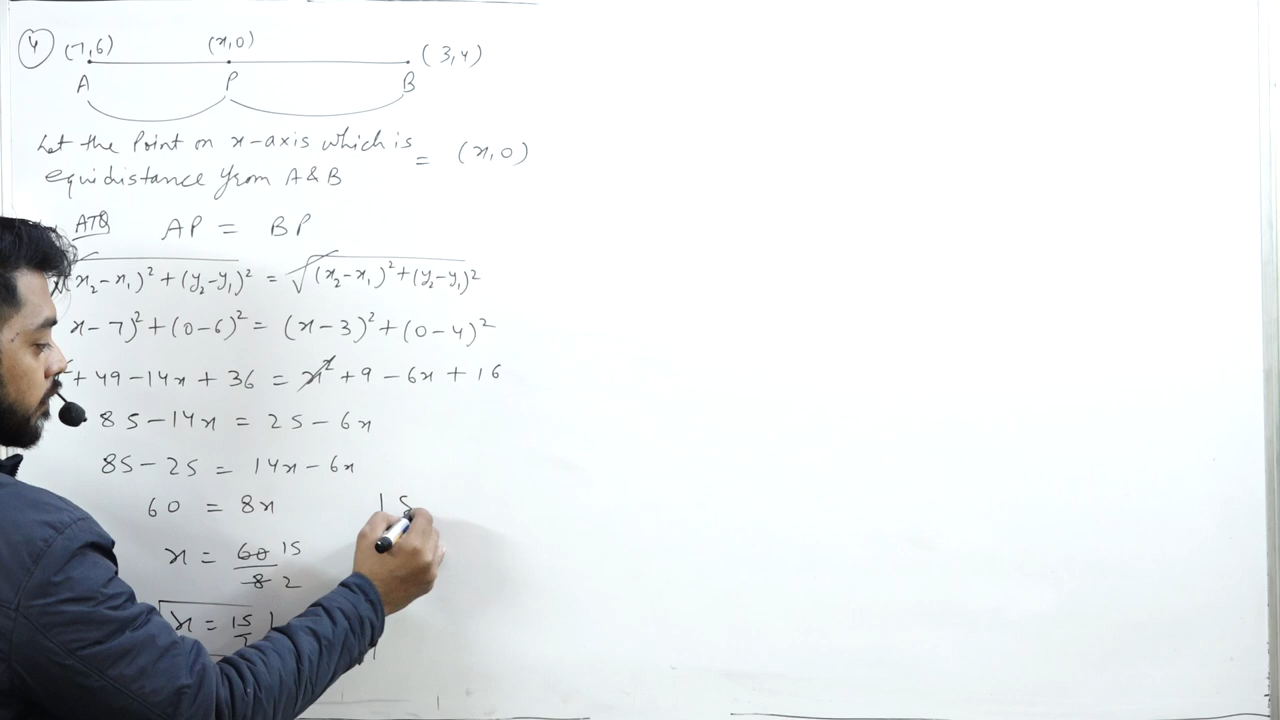 4 (7,6) (x,0) (3,4)
A P B
Let the Point on x-axis which is
equidistance from A & B = (x,0)
ATQ AP = BP
√(x₂-x₁)²+(y₂-y₁)² = √(x₂-x₁)²+(y₂-y₁)²
x-7)²+(0-6)² = (x-3)²+(0-4)²
²+49-14x+36 = x²+9-6x+16
85-14x = 25-6x
85-25 = 14x-6x
60 = 8x
15
x = 60/8 15/2
x = 15/2